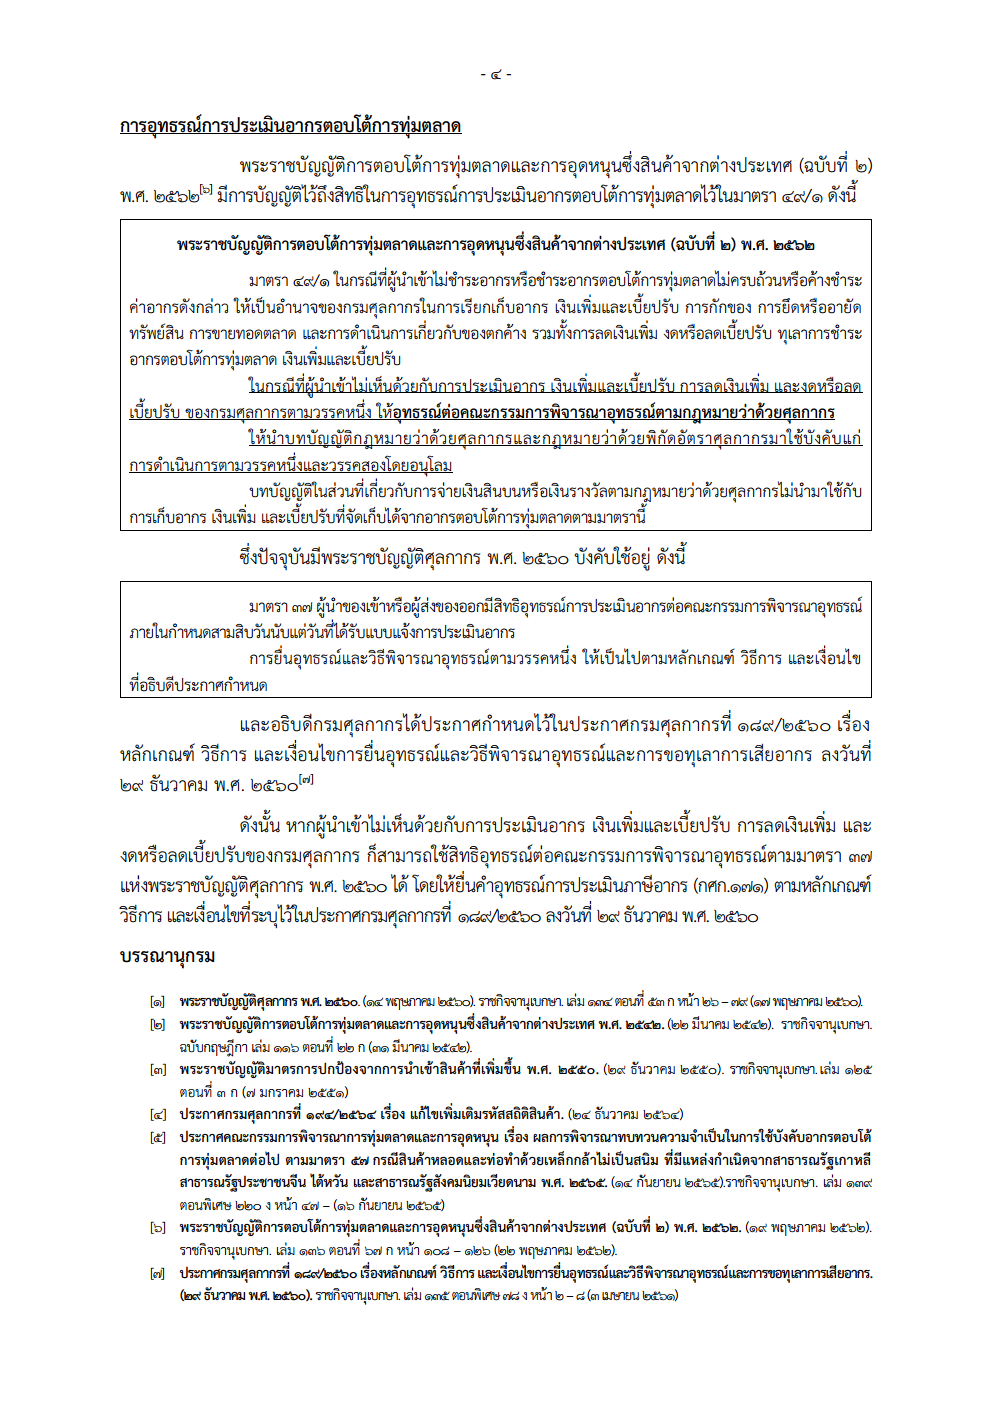 - ๔ -
การอุทธรณ์การประเมินอากรตอบโต้การทุ่มตลาด
พระราชบัญญัติการตอบโต้การทุ่มตลาดและการอุดหนุนซึ่งสินค้าจากต่างประเทศ (ฉบับที่ ๒)
พ.ศ. ๒๕๖๒[๖] มีการบัญญัติไว้ถึงสิทธิในการอุทธรณ์การประเมินอากรตอบโต้การทุ่มตลาดไว้ในมาตรา ๔๙/๑ ดังนี้
พระราชบัญญัติการตอบโต้การทุ่มตลาดและการอุดหนุนซึ่งสินค้าจากต่างประเทศ (ฉบับที่ ๒) พ.ศ. ๒๕๖๒
มาตรา ๔๙/๑ ในกรณีที่ผู้นำเข้าไม่ชำระอากรหรือชำระอากรตอบโต้การทุ่มตลาดไม่ครบถ้วนหรือค้างชำระ
ค่าอากรดังกล่าว ให้เป็นอำนาจของกรมศุลกากรในการเรียกเก็บอากร เงินเพิ่มและเบี้ยปรับ การกักของ การยึดหรืออายัด
ทรัพย์สิน การขายทอดตลาด และการดำเนินการเกี่ยวกับของตกค้าง รวมทั้งการลดเงินเพิ่ม งดหรือลดเบี้ยปรับ ทุเลาการชำระ
อากรตอบโต้การทุ่มตลาด เงินเพิ่มและเบี้ยปรับ
ในกรณีที่ผู้นำเข้าไม่เห็นด้วยกับการประเมินอากร เงินเพิ่มและเบี้ยปรับ การลดเงินเพิ่ม และงดหรือลด
เบี้ยปรับ ของกรมศุลกากรตามวรรคหนึ่ง ให้อุทธรณ์ต่อคณะกรรมการพิจารณาอุทธรณ์ตามกฎหมายว่าด้วยศุลกากร
ให้นำบทบัญญัติกฎหมายว่าด้วยศุลกากรและกฎหมายว่าด้วยพิกัดอัตราศุลกากรมาใช้บังคับแก่
การดำเนินการตามวรรคหนึ่งและวรรคสองโดยอนุโลม
บทบัญญัติในส่วนที่เกี่ยวกับการจ่ายเงินสินบนหรือเงินรางวัลตามกฎหมายว่าด้วยศุลกากรไม่นำมาใช้กับ
การเก็บอากร เงินเพิ่ม และเบี้ยปรับที่จัดเก็บได้จากอากรตอบโต้การทุ่มตลาดตามมาตรานี้
ซึ่งปัจจุบันมีพระราชบัญญัติศุลกากร พ.ศ. ๒๕๖๐ บังคับใช้อยู่ ดังนี้
มาตรา ๓๗ ผู้นำของเข้าหรือผู้ส่งของออกมีสิทธิอุทธรณ์การประเมินอากรต่อคณะกรรมการพิจารณาอุทธรณ์
ภายในกำหนดสามสิบวันนับแต่วันที่ได้รับแบบแจ้งการประเมินอากร
การยื่นอุทธรณ์และวิธีพิจารณาอุทธรณ์ตามวรรคหนึ่ง ให้เป็นไปตามหลักเกณฑ์ วิธีการ และเงื่อนไข
ที่อธิบดีประกาศกำหนด
และอธิบดีกรมศุลกากรได้ประกาศกำหนดไว้ในประกาศกรมศุลกากรที่ ๑๘๙/๒๕๖๐ เรื่อง
หลักเกณฑ์ วิธีการ และเงื่อนไขการยื่นอุทธรณ์และวิธีพิจารณาอุทธรณ์และการขอทุเลาการเสียอากร ลงวันที่
๒๙ ธันวาคม พ.ศ. ๒๕๖๐[๗]
ดังนั้น หากผู้นำเข้าไม่เห็นด้วยกับการประเมินอากร เงินเพิ่มและเบี้ยปรับ การลดเงินเพิ่ม และ
งดหรือลดเบี้ยปรับของกรมศุลกากร ก็สามารถใช้สิทธิอุทธรณ์ต่อคณะกรรมการพิจารณาอุทธรณ์ตามมาตรา ๓๗
แห่งพระราชบัญญัติศุลกากร พ.ศ. ๒๕๖๐ ได้ โดยให้ยื่นคำอุทธรณ์การประเมินภาษีอากร (กศก.๑๗๑) ตามหลักเกณฑ์
วิธีการ และเงื่อนไขที่ระบุไว้ในประกาศกรมศุลกากรที่ ๑๘๙/๒๕๖๐ ลงวันที่ ๒๙ ธันวาคม พ.ศ. ๒๕๖๐
บรรณานุกรม
[๑] พระราชบัญญัติศุลกากร พ.ศ. ๒๕๖๐. (๑๔ พฤษภาคม ๒๕๖๐). ราชกิจจานุเบกษา. เล่ม ๑๓๔ ตอนที่ ๕๓ ก หน้า ๒๖ – ๗๙ (๑๗ พฤษภาคม ๒๕๖๐).
[๒] พระราชบัญญัติการตอบโต้การทุ่มตลาดและการอุดหนุนซึ่งสินค้าจากต่างประเทศ พ.ศ. ๒๕๔๒. (๒๒ มีนาคม ๒๕๔๒). ราชกิจจานุเบกษา.
ฉบับกฤษฎีกา เล่ม ๑๑๖ ตอนที่ ๒๒ ก (๓๑ มีนาคม ๒๕๔๒).
[๓] พระราชบัญญัติมาตรการปกป้องจากการนำเข้าสินค้าที่เพิ่มขึ้น พ.ศ. ๒๕๕๐. (๒๙ ธันวาคม ๒๕๕๐). ราชกิจจานุเบกษา. เล่ม ๑๒๕
ตอนที่ ๓ ก (๗ มกราคม ๒๕๕๑)
[๔] ประกาศกรมศุลกากรที่ ๑๙๔/๒๕๖๔ เรื่อง แก้ไขเพิ่มเติมรหัสสถิติสินค้า. (๒๔ ธันวาคม ๒๕๖๔)
[๕] ประกาศคณะกรรมการพิจารณาการทุ่มตลาดและการอุดหนุน เรื่อง ผลการพิจารณาทบทวนความจำเป็นในการใช้บังคับอากรตอบโต้
การทุ่มตลาดต่อไป ตามมาตรา ๕๗ กรณีสินค้าหลอดและท่อทำด้วยเหล็กกล้าไม่เป็นสนิม ที่มีแหล่งกำเนิดจากสาธารณรัฐเกาหลี
สาธารณรัฐประชาชนจีน ไต้หวัน และสาธารณรัฐสังคมนิยมเวียดนาม พ.ศ. ๒๕๖๕. (๑๔ กันยายน ๒๕๖๕).ราชกิจจานุเบกษา. เล่ม ๑๓๙
ตอนพิเศษ ๒๒๐ ง หน้า ๔๗ – (๑๖ กันยายน ๒๕๖๕)
[๖] พระราชบัญญัติการตอบโต้การทุ่มตลาดและการอุดหนุนซึ่งสินค้าจากต่างประเทศ (ฉบับที่ ๒) พ.ศ. ๒๕๖๒. (๑๙ พฤษภาคม ๒๕๖๒).
ราชกิจจานุเบกษา. เล่ม ๑๓๖ ตอนที่ ๖๗ ก หน้า ๑๐๘ – ๑๒๖ (๒๒ พฤษภาคม ๒๕๖๒).
[๗] ประกาศกรมศุลกากรที่ ๑๘๙/๒๕๖๐ เรื่องหลักเกณฑ์ วิธีการ และเงื่อนไขการยื่นอุทธรณ์และวิธีพิจารณาอุทธรณ์และการขอทุเลาการเสียอากร.
(๒๙ ธันวาคม พ.ศ. ๒๕๖๐). ราชกิจจานุเบกษา. เล่ม ๑๓๕ ตอนพิเศษ ๗๘ ง หน้า ๒ – ๘ (๓ เมษายน ๒๕๖๑)